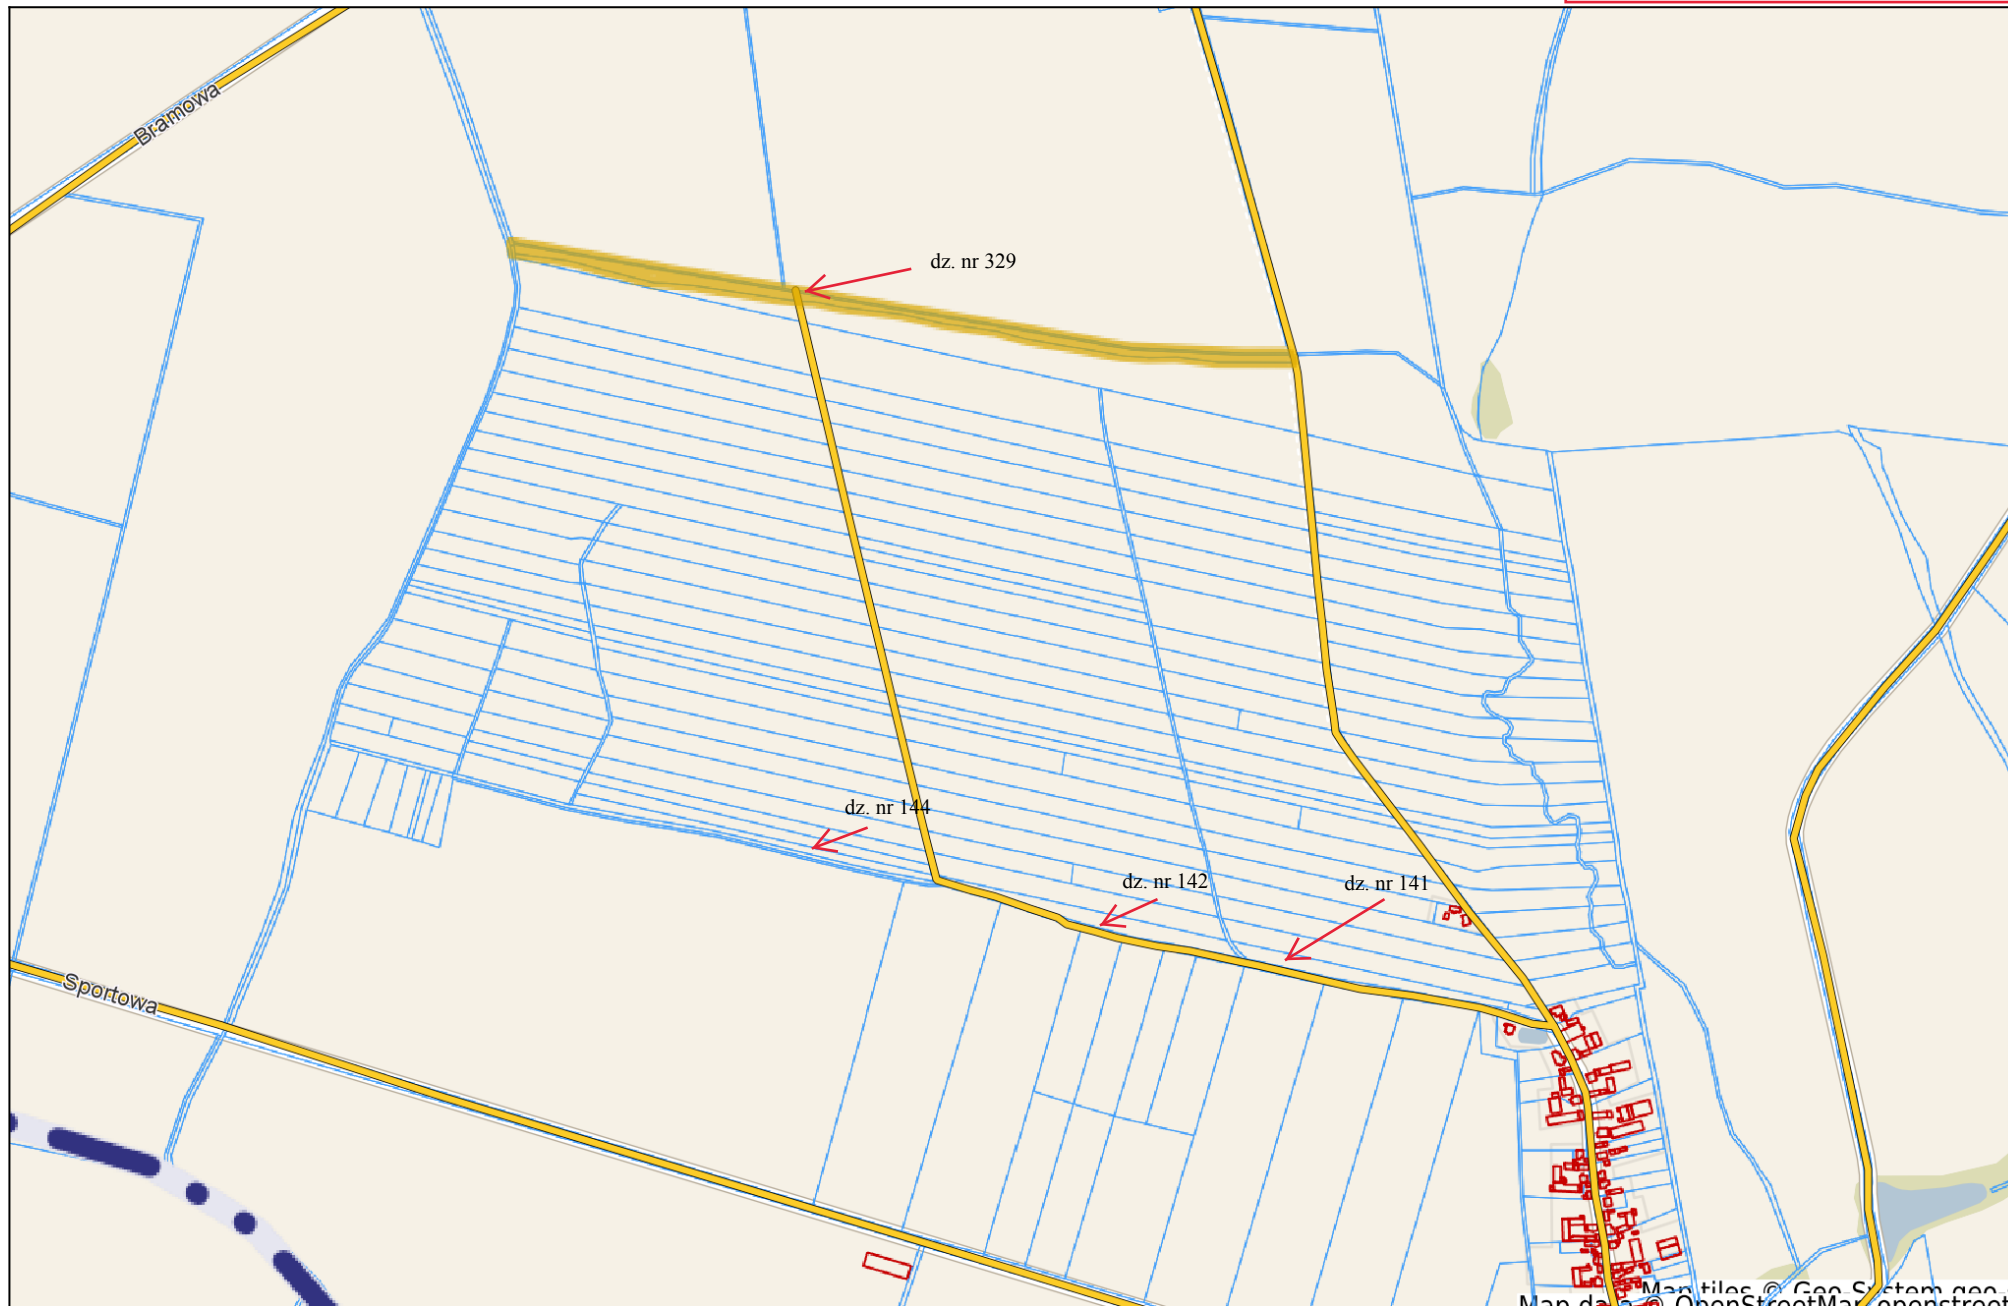 Bramowa
dz. nr 329
dz. nr 144
dz. nr 142
dz. nr 141
Sportowa
Map tiles © Geo-System geo
Map data © OpenStreetMap